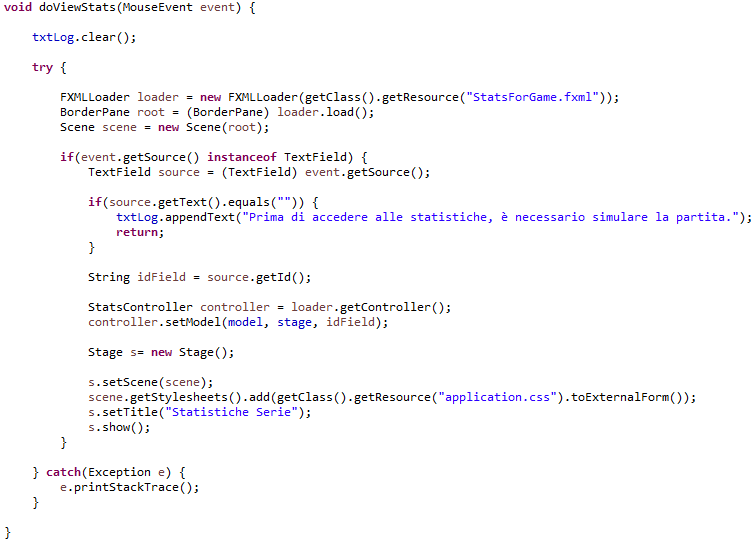 void doViewStats(MouseEvent event) {
txtLog.clear();
try {
FXMLLoader loader = new FXMLLoader(getClass().getResource("StatsForGame.fxml"));
BorderPane root = (BorderPane) loader.load();
Scene scene = new Scene(root);
if(event.getSource() instanceof TextField) {
TextField source = (TextField) event.getSource();
if(source.getText().equals("")) {
txtLog.appendText("Prima di accedere alle statistiche, è necessario simulare la partita.");
return;
}
String idField = source.getId();
StatsController controller = loader.getController();
controller.setModel(model, stage, idField);
Stage s= new Stage();
s.setScene(scene);
scene.getStylesheets().add(getClass().getResource("application.css").toExternalForm());
s.setTitle("Statistiche Serie");
s.show();
}
} catch(Exception e) {
e.printStackTrace();
}
}